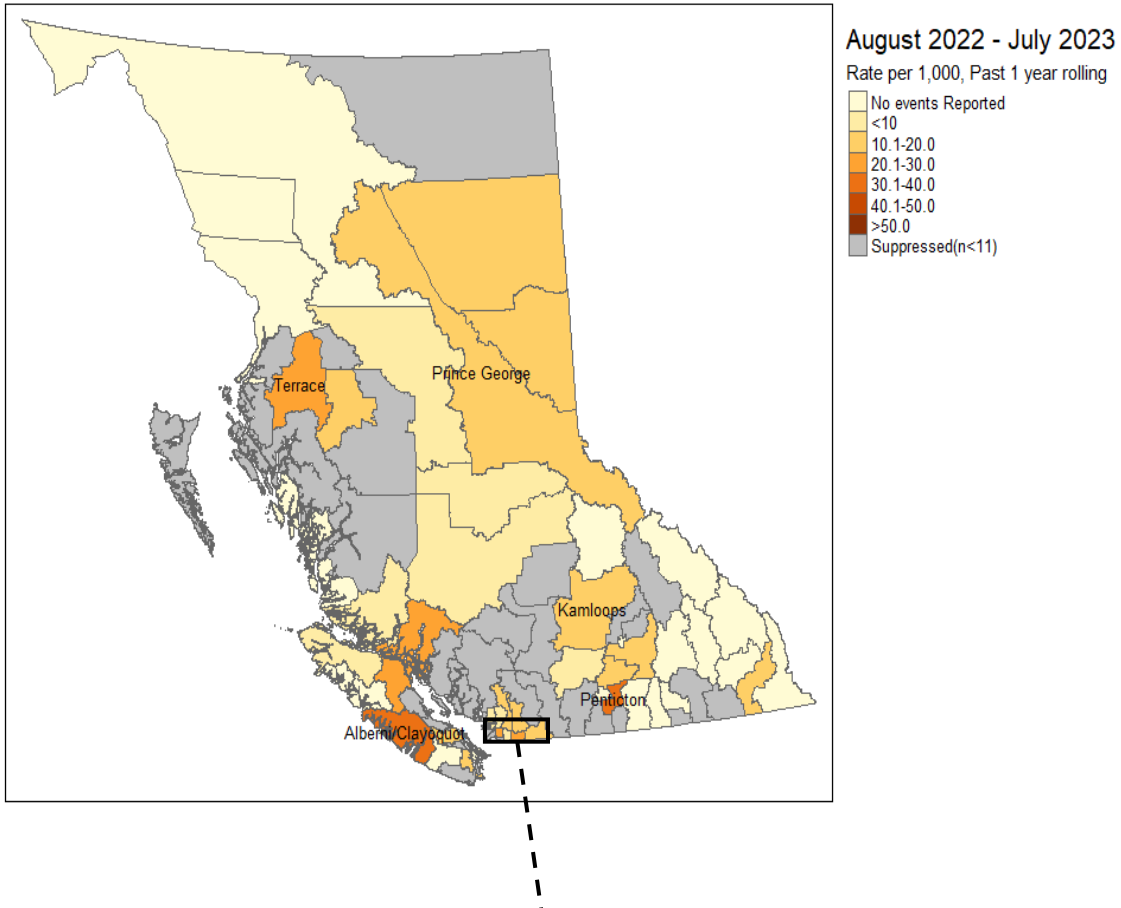 August 2022 - July 2023
Rate per 1,000, Past 1 year rolling
No events Reported
<10
10.1-20.0
20.1-30.0
30.1-40.0
40.1-50.0
>50.0
Suppressed(n<11)
Prince George
Terrace
Kamloops
Penticton
Alberni/Clayoquot